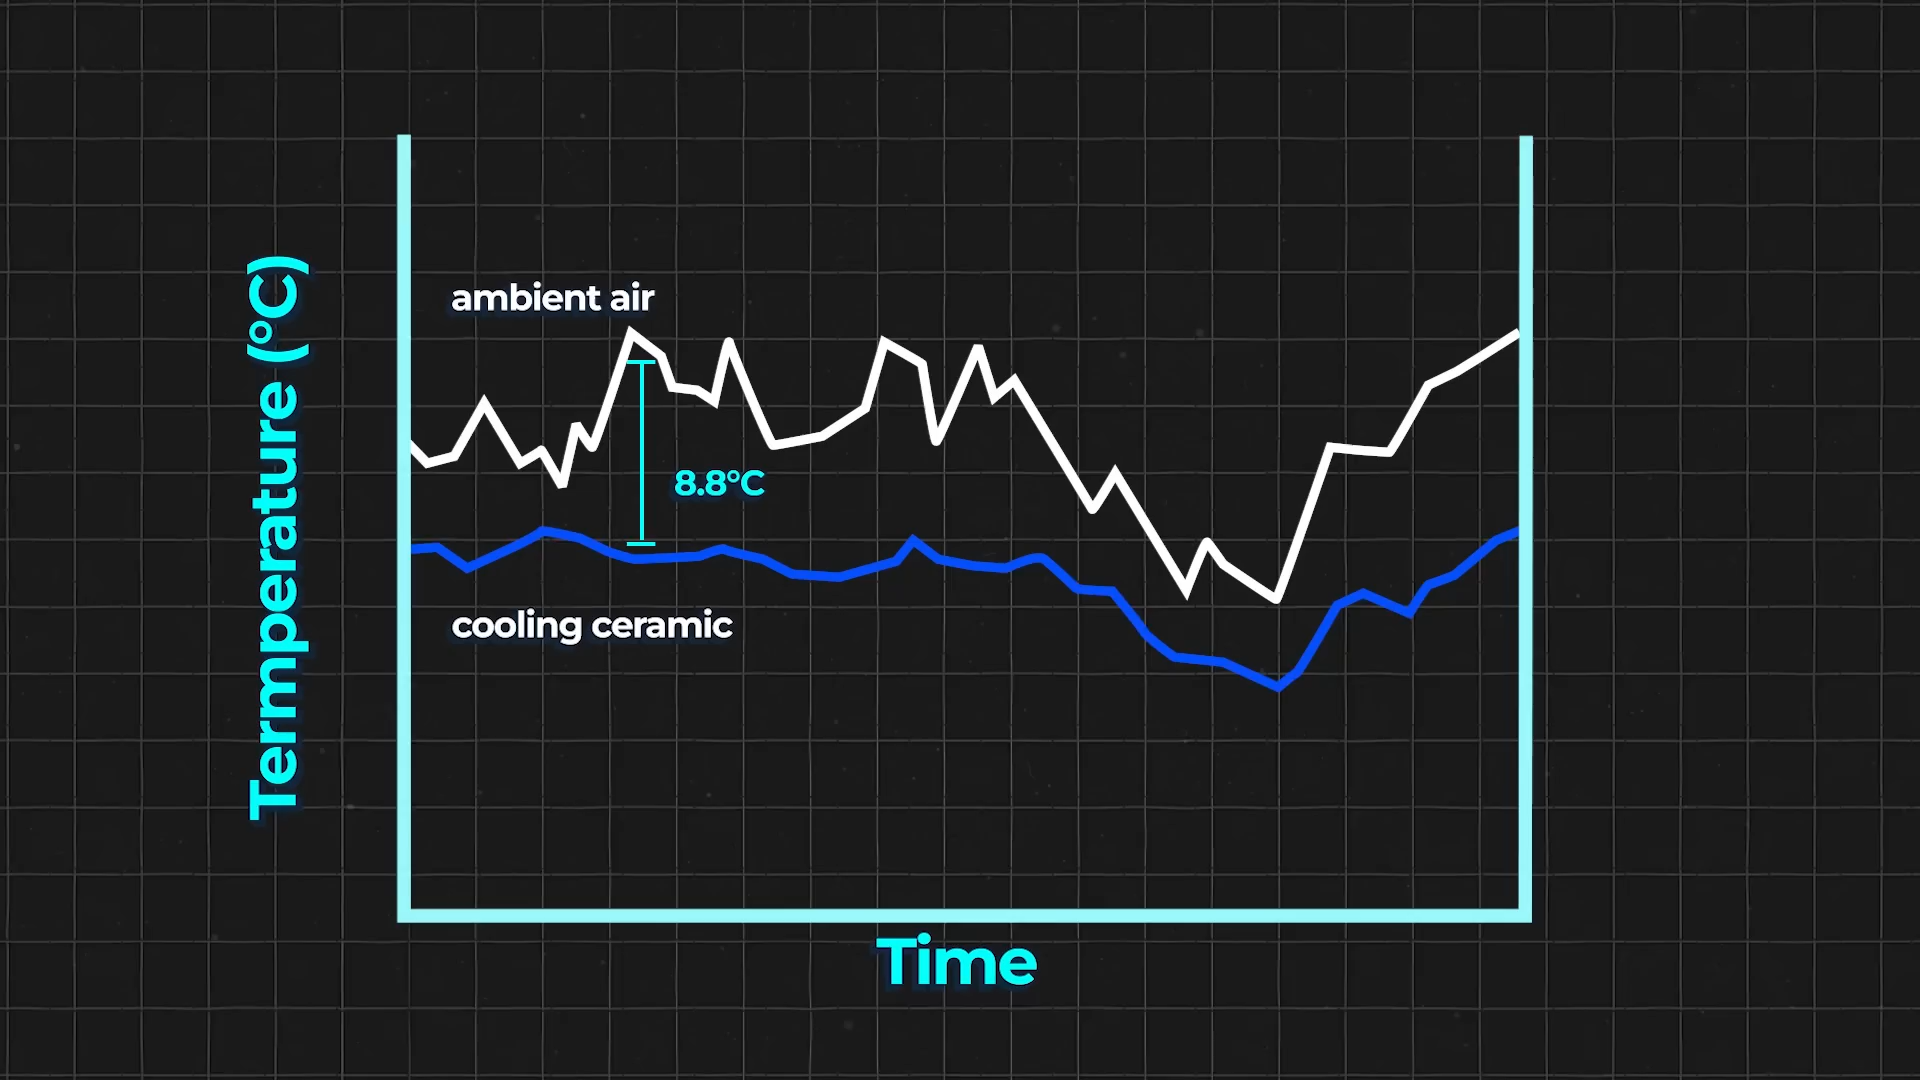 Termperature (°C)
ambient air
8.8°C
cooling ceramic
Time